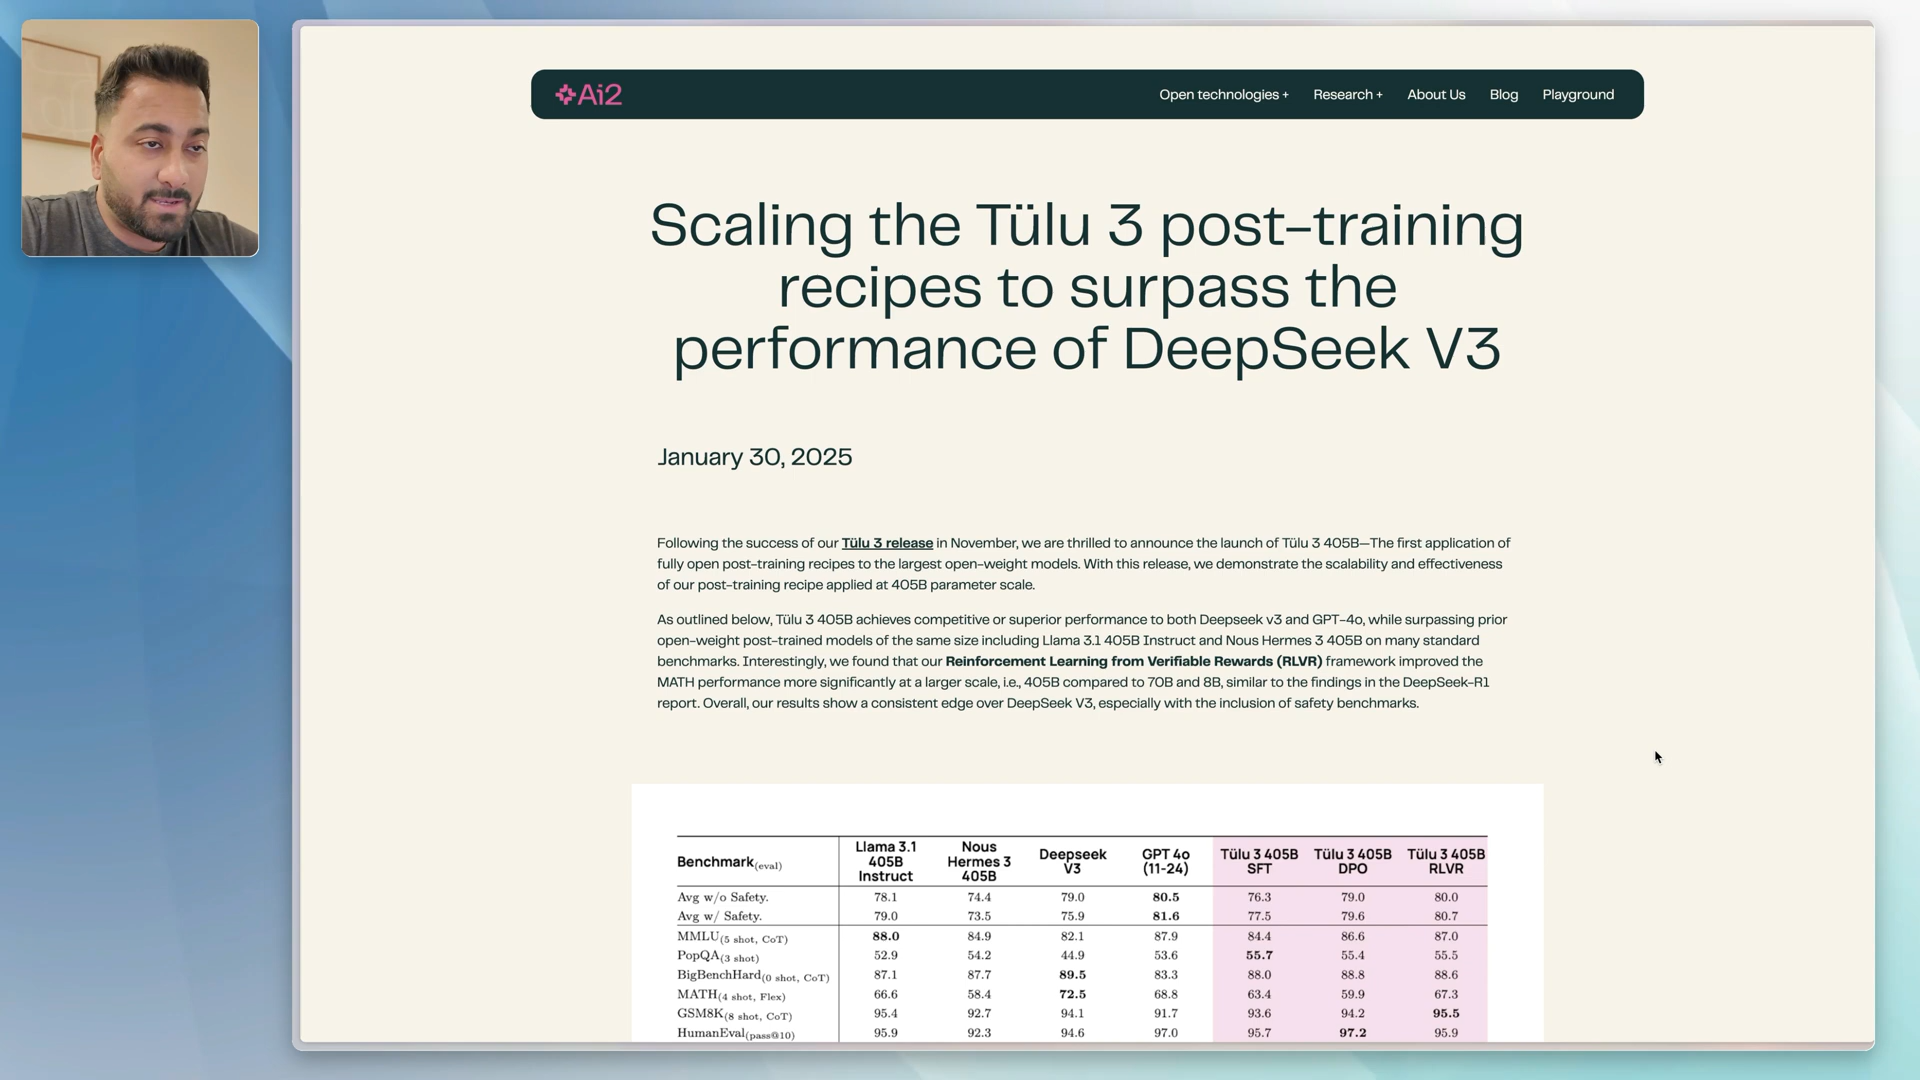 Ai2
Open technologies + Research + About Us Blog Playground
Scaling the Tülu 3 post-training
recipes to surpass the
performance of DeepSeek V3
January 30, 2025
Following the success of our Tülu 3 release in November, we are thrilled to announce the launch of Tülu 3 405B—The first application of
fully open post-training recipes to the largest open-weight models. With this release, we demonstrate the scalability and effectiveness
of our post-training recipe applied at 405B parameter scale.
As outlined below, Tülu 3 405B achieves competitive or superior performance to both Deepseek v3 and GPT-4o, while surpassing prior
open-weight post-trained models of the same size including Llama 3.1 405B Instruct and Nous Hermes 3 405B on many standard
benchmarks. Interestingly, we found that our Reinforcement Learning from Verifiable Rewards (RLVR) framework improved the
MATH performance more significantly at a larger scale, i.e., 405B compared to 70B and 8B, similar to the findings in the DeepSeek-R1
report. Overall, our results show a consistent edge over DeepSeek V3, especially with the inclusion of safety benchmarks.
Benchmark(eval) Llama 3.1 405B Instruct Nous Hermes 3 405B Deepseek V3 GPT 4o (11-24) Tülu 3 405B SFT Tülu 3 405B DPO Tülu 3 405B RLVR
Avg w/o Safety. 78.1 74.4 79.0 80.5 76.3 79.0 80.0
Avg w/ Safety. 79.0 73.5 75.9 81.6 77.5 79.6 80.7
MMLU(5 shot, CoT) 88.0 84.9 82.1 87.9 84.4 86.6 87.0
PopQA(3 shot) 52.9 54.2 44.9 53.6 55.7 55.4 55.5
BigBenchHard(0 shot, CoT) 87.1 87.7 89.5 83.3 88.0 88.8 88.6
MATH(4 shot, Flex) 66.6 58.4 72.5 68.8 63.4 59.9 67.3
GSM8K(8 shot, CoT) 95.4 92.7 94.1 91.7 93.6 94.2 95.5
HumanEval(pass@10) 95.9 92.3 94.6 97.0 95.7 97.2 95.9